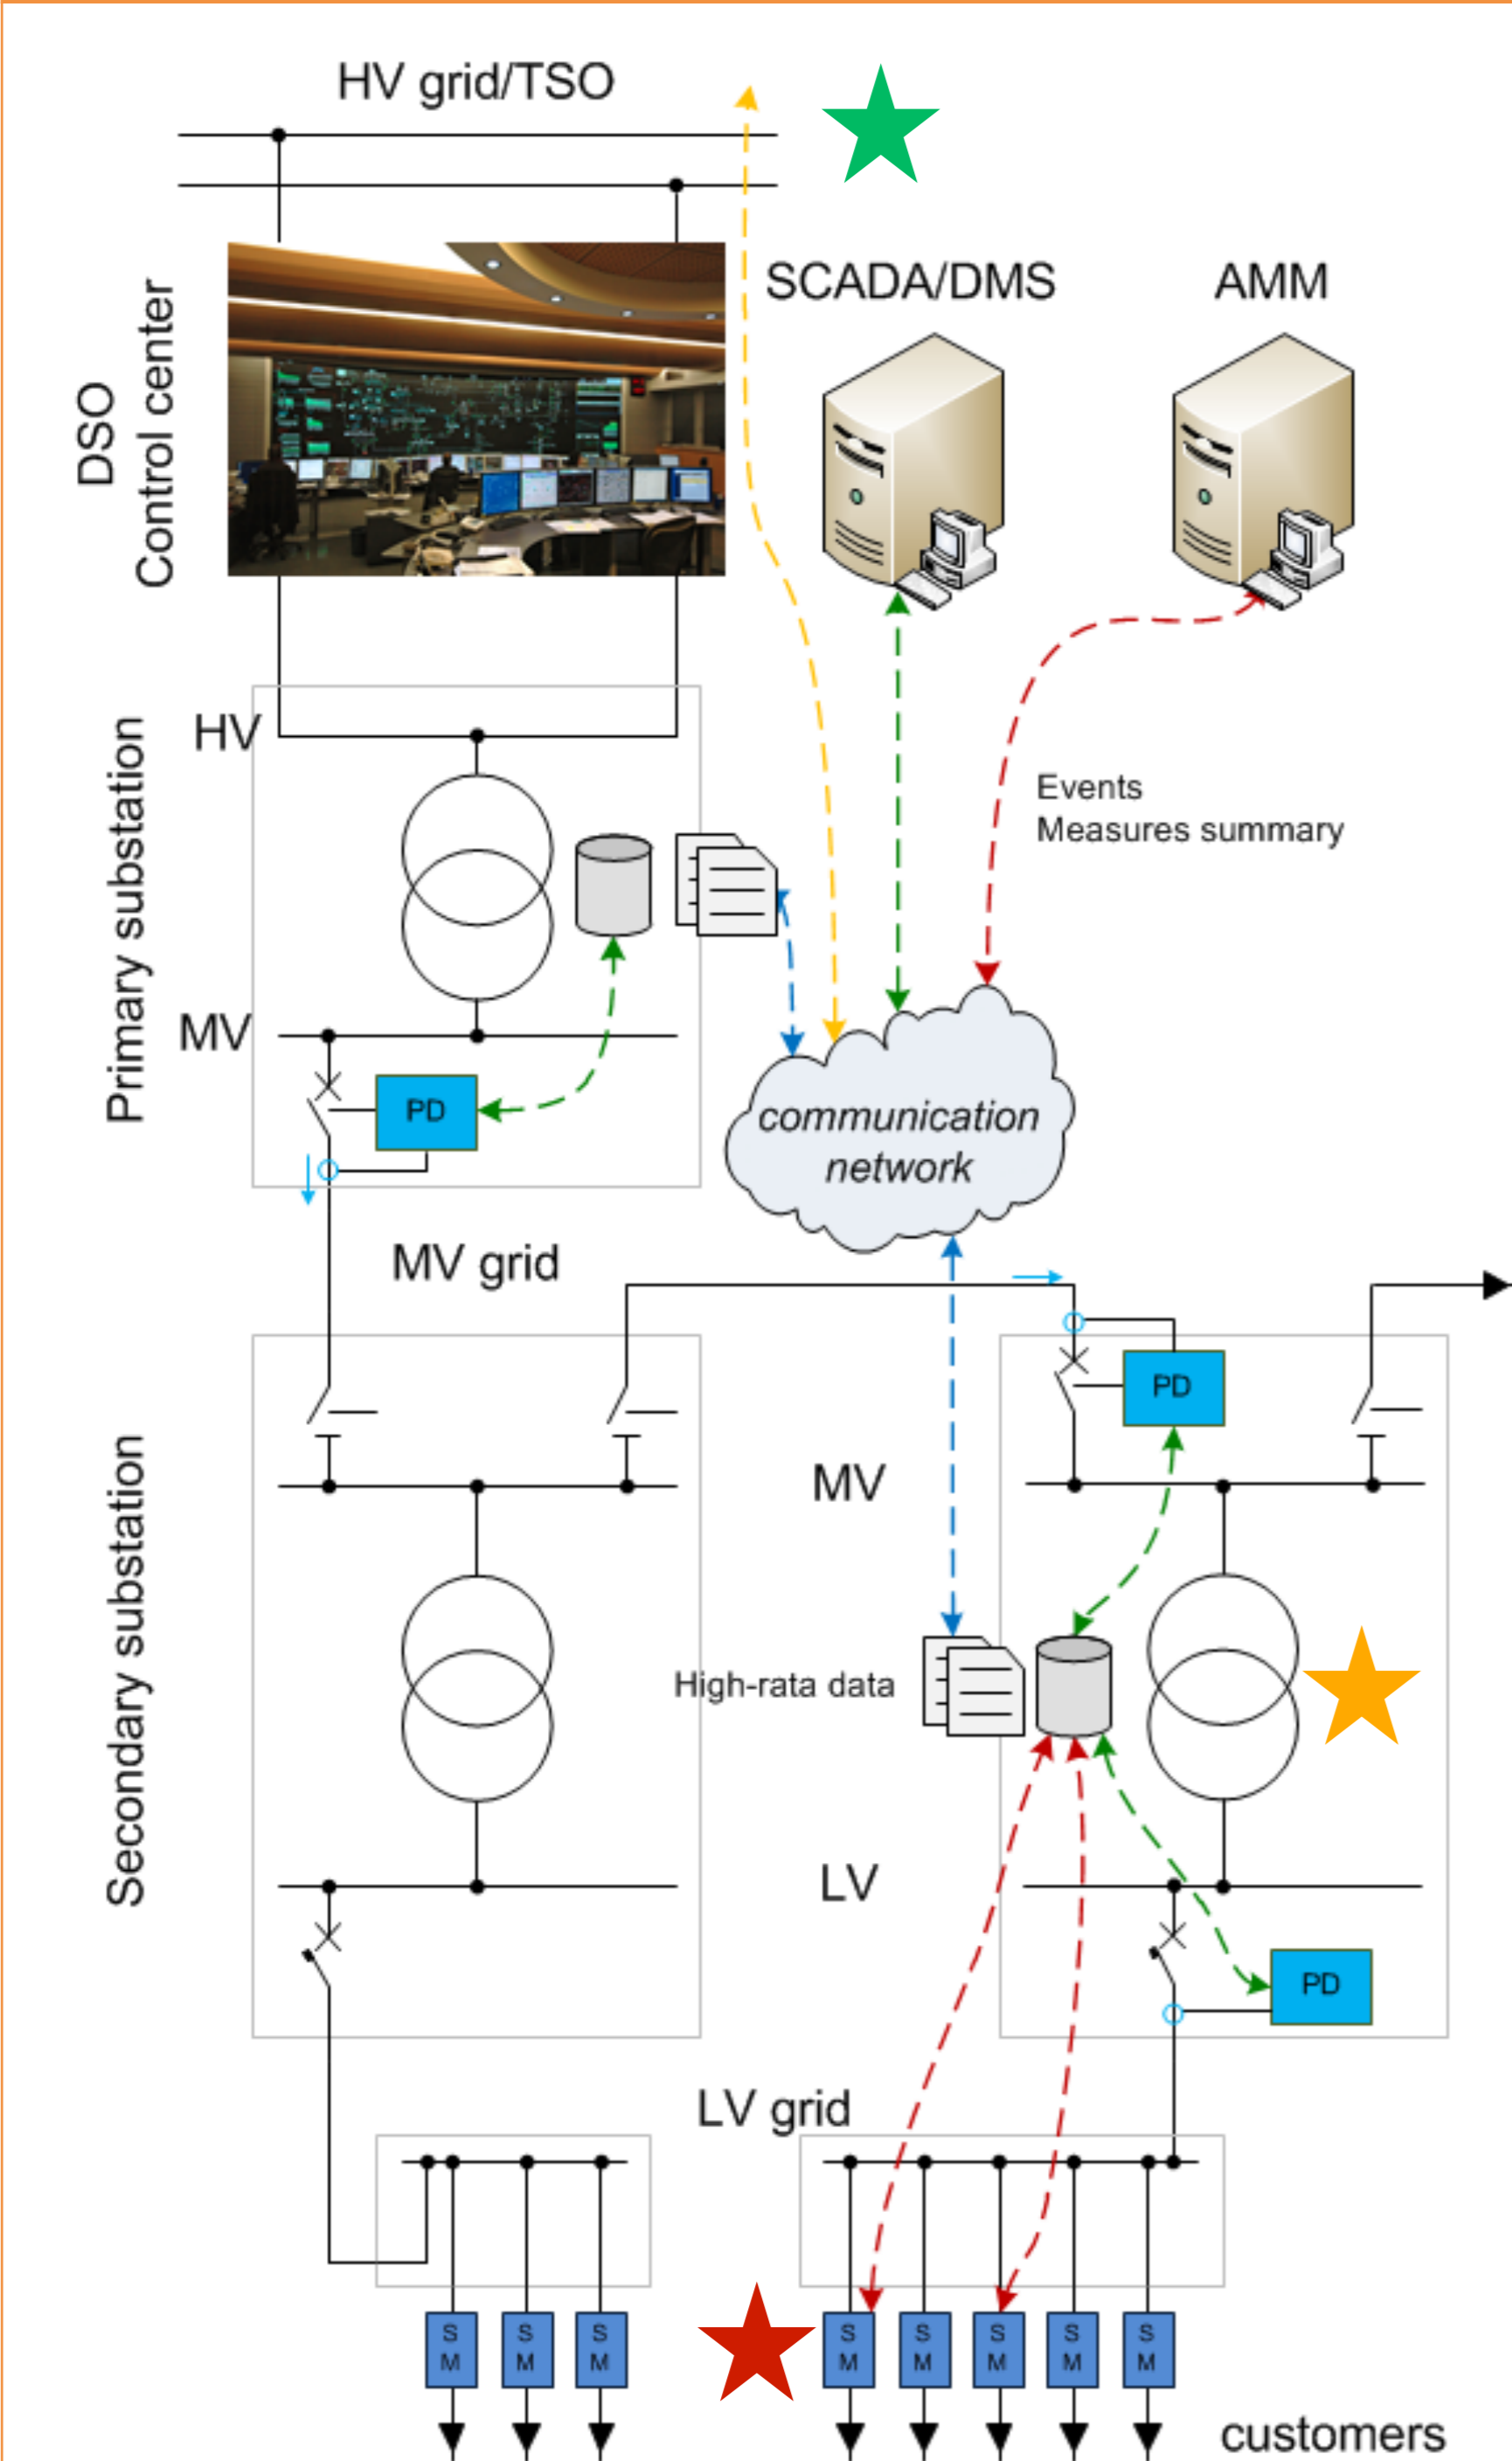 HV grid/TSO
SCADA/DMS
AMM
DSO
Control center
Events
Measures summary
Primary substation
HV
MV
PD
communication
network
MV grid
PD
MV
Secondary substation
High-rata data
LV
PD
LV grid
S
M
S
M
S
M
S
M
S
M
S
M
S
M
S
M
customers